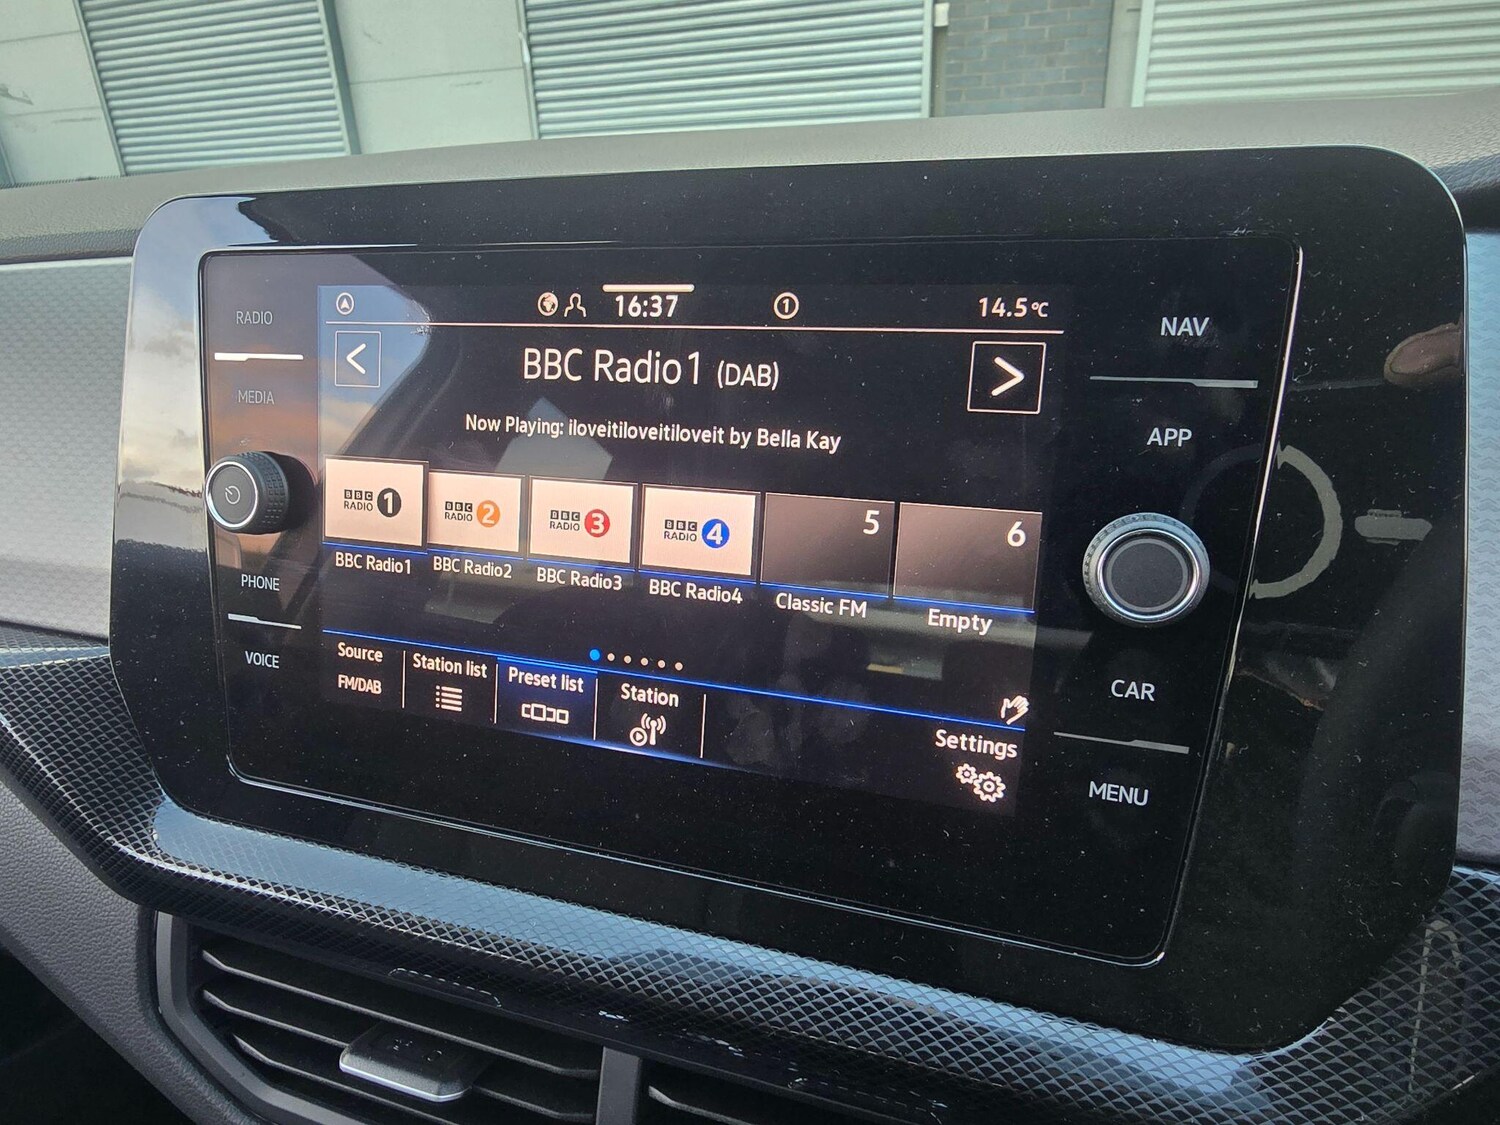 RADIO
MEDIA
PHONE
VOICE
16:37
1
14.5°C
BBC Radio1 (DAB)
Now Playing: iloveitiloveitiloveit by Bella Kay
BBC RADIO 1
BBC RADIO 2
BBC RADIO 3
BBC RADIO 4
5
6
BBC Radio1
BBC Radio2
BBC Radio3
BBC Radio4
Classic FM
Empty
Source
FM/DAB
Station list
Preset list
Station
Settings
NAV
APP
CAR
MENU